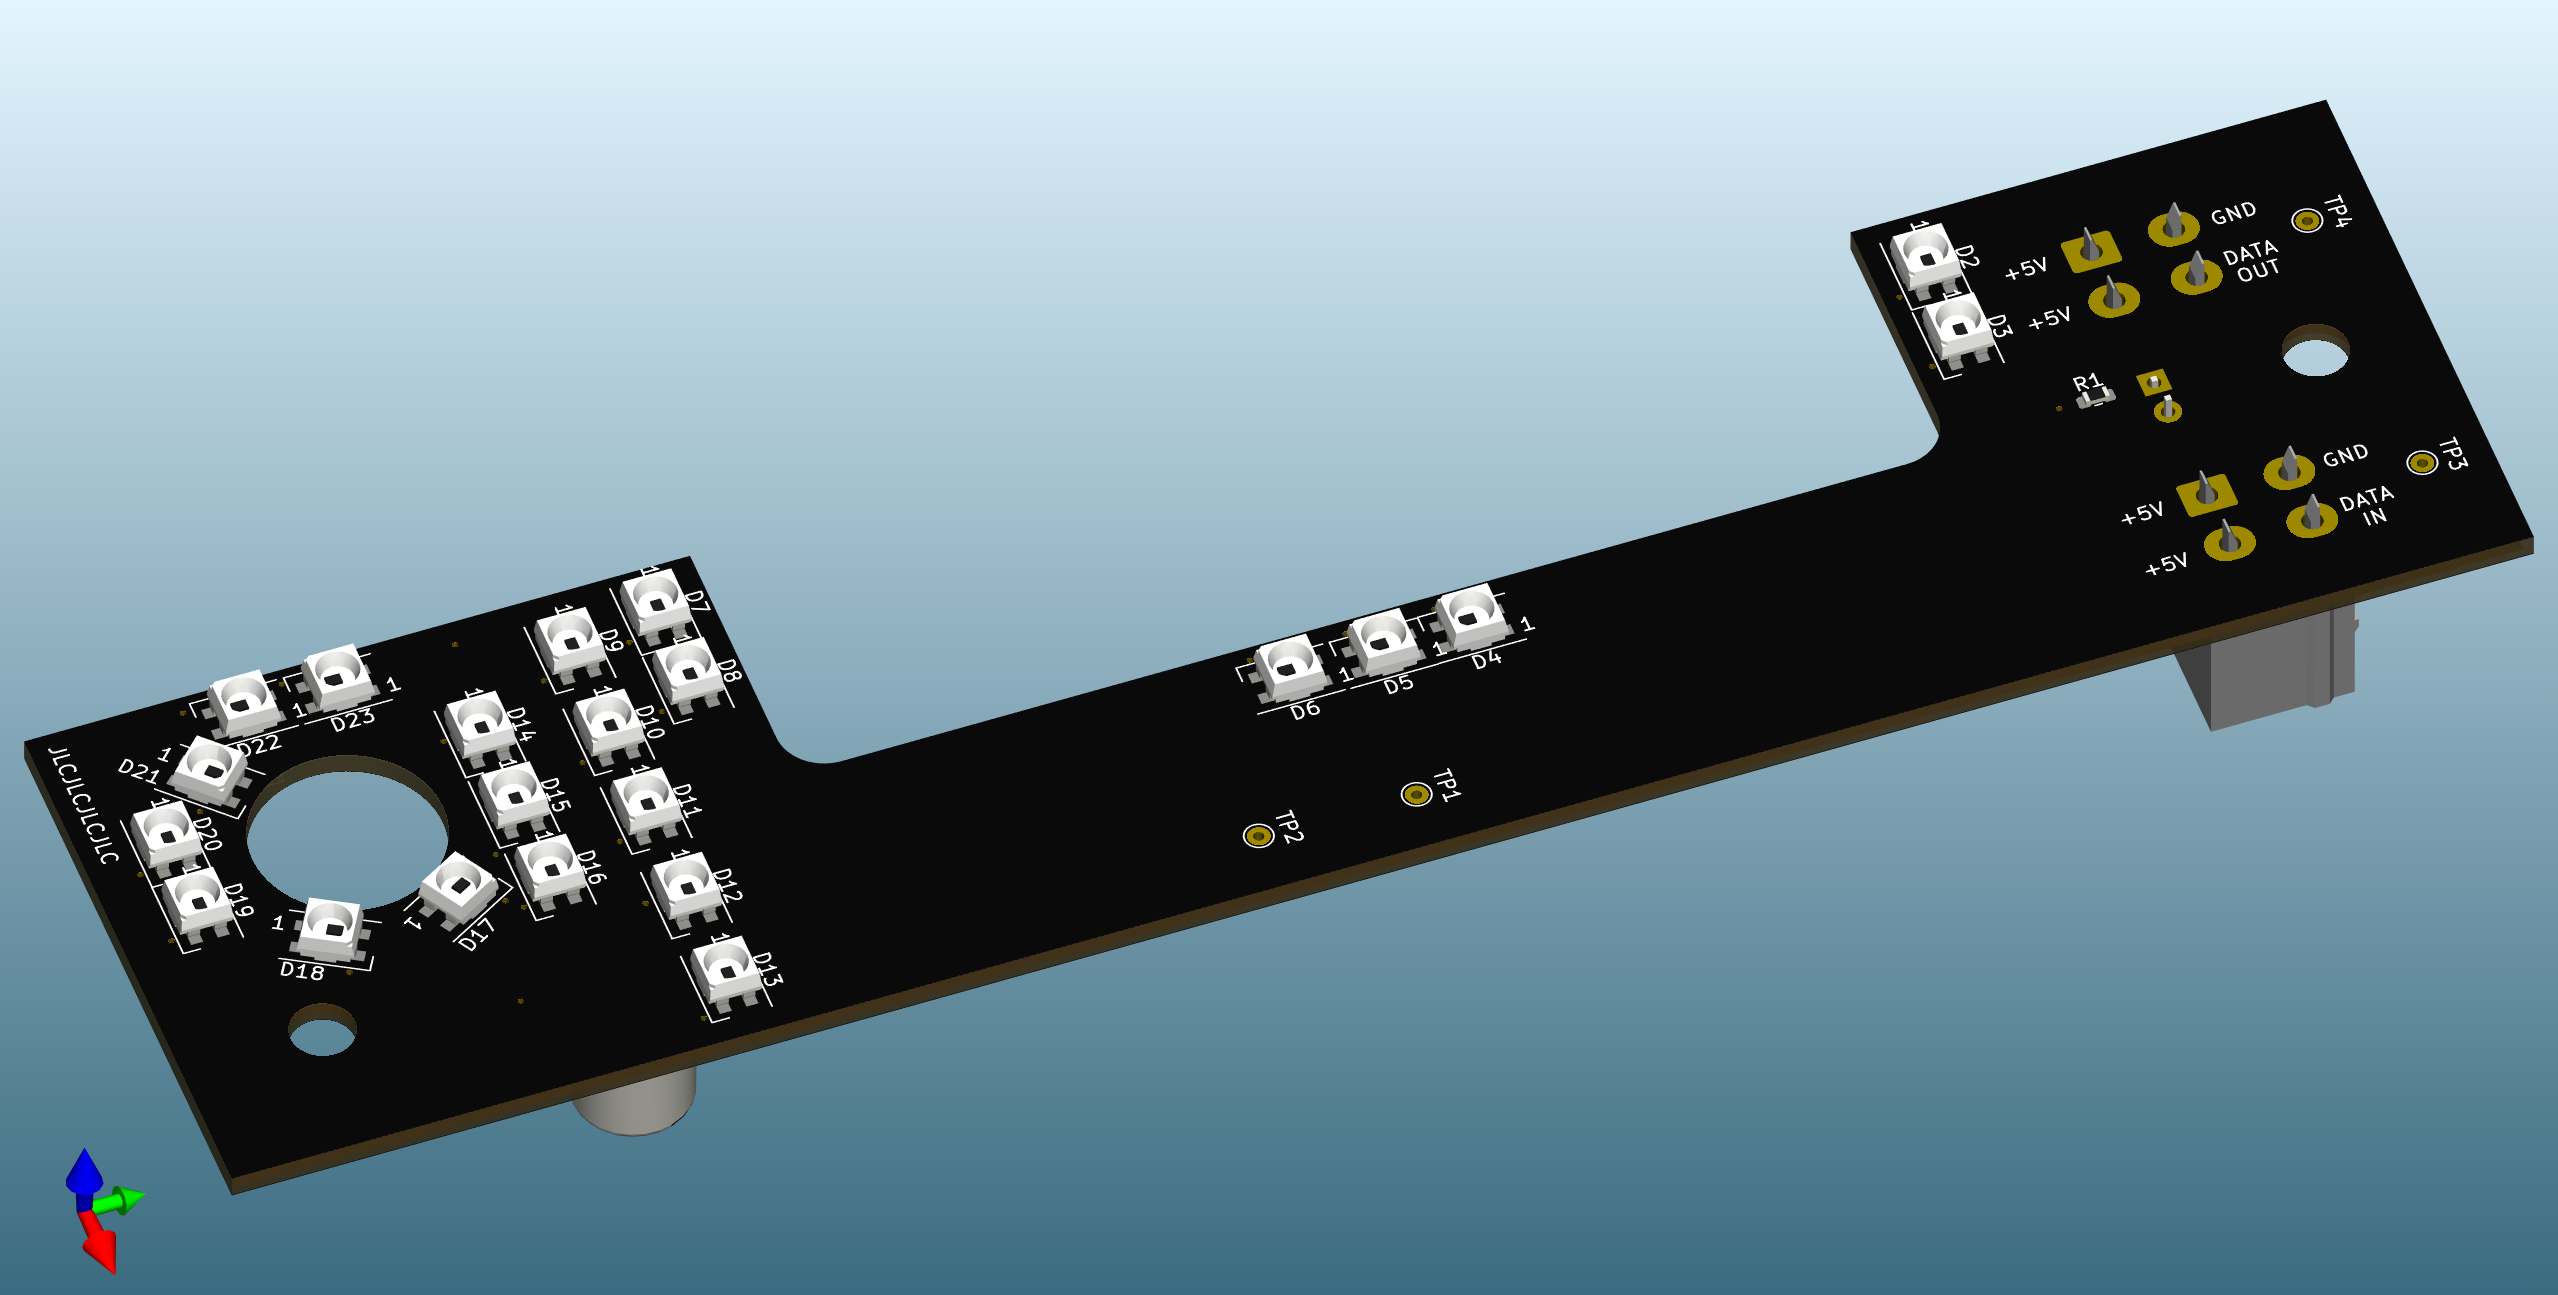 TP4
GND
1
D2
DATA
OUT
+5V
1
D3
+5V
R1
TP3
GND
DATA
IN
+5V
+5V
1
D7
1
D9
1
D8
1
D4
1
D5
1
D6
1
D23
1
D22
1
D14
1
D10
1
D21
JLCJLCJLCJLC
1
D15
1
D11
TP1
TP2
1
D20
1
D16
1
D12
1
D19
1
D17
1
D18
1
D13